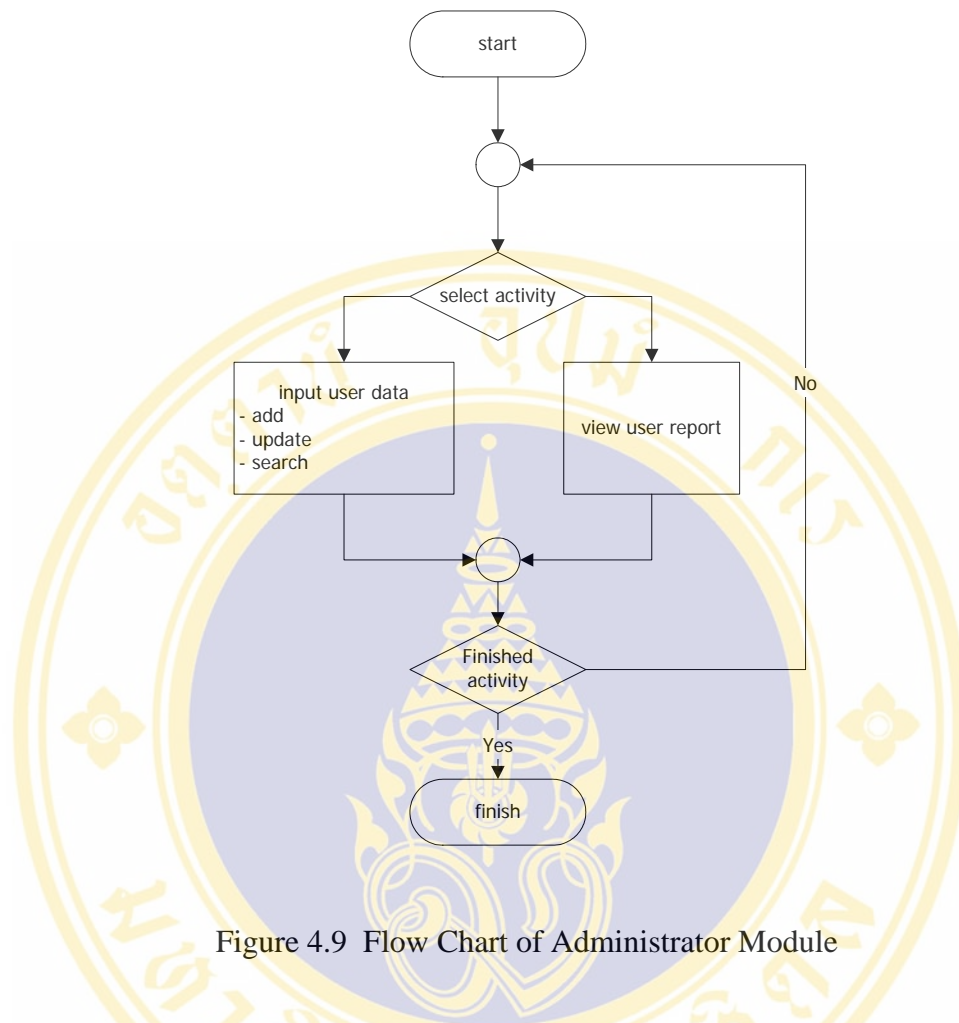 start
select activity
input user data
- add
- update
- search
view user report
No
Finished
activity
Yes
finish
Figure 4.9 Flow Chart of Administrator Module